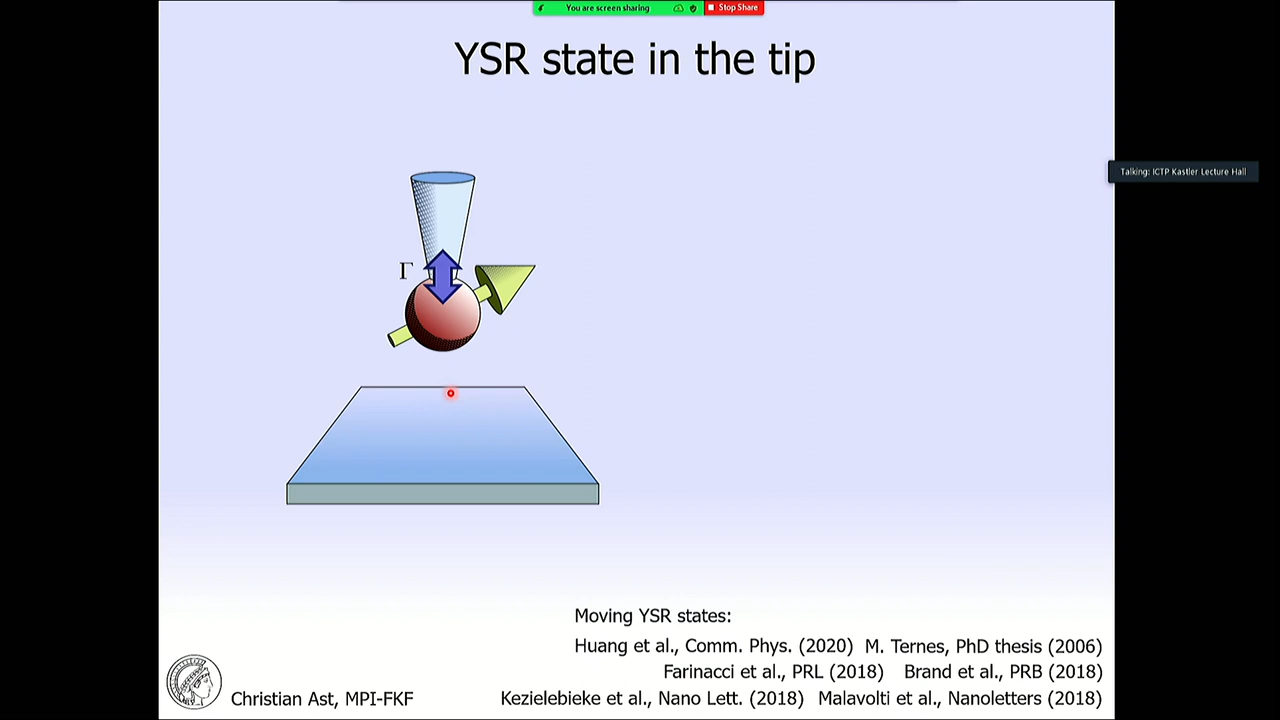 You are screen sharing
Stop Share
YSR state in the tip
Talking: ICTP Kastler Lecture Hall
Γ
Moving YSR states:
Huang et al., Comm. Phys. (2020) M. Ternes, PhD thesis (2006)
Farinacci et al., PRL (2018) Brand et al., PRB (2018)
Christian Ast, MPI-FKF
Kezielebieke et al., Nano Lett. (2018) Malavolti et al., Nanoletters (2018)